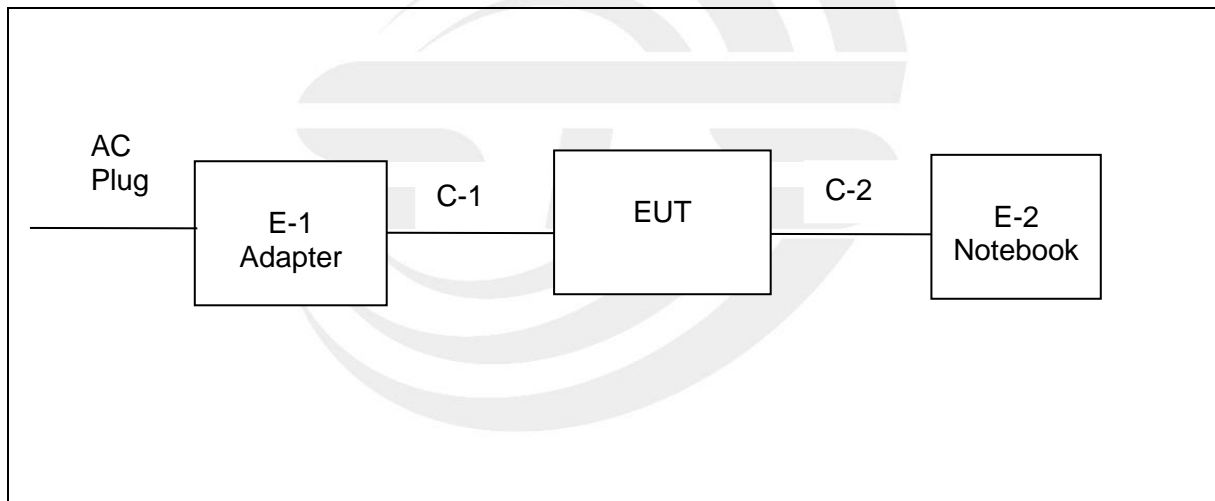 AC
Plug
E-1
Adapter
C-1
EUT
C-2
E-2
Notebook